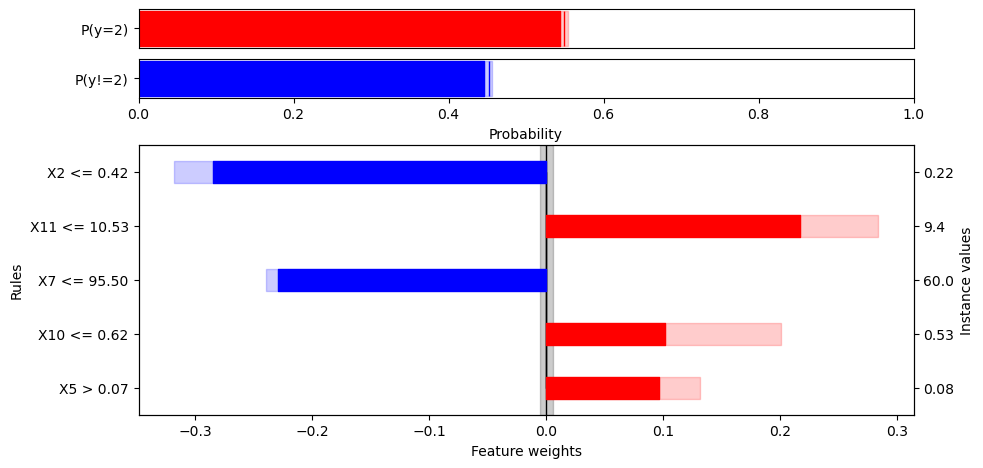 P(y=2)
P(y!=2)
0.0 0.2 0.4 0.6 0.8 1.0
Probability
X2 <= 0.42 0.22
X11 <= 10.53 9.4
X7 <= 95.50 60.0
X10 <= 0.62 0.53
X5 > 0.07 0.08
Rules
Instance values
−0.3 −0.2 −0.1 0.0 0.1 0.2 0.3
Feature weights